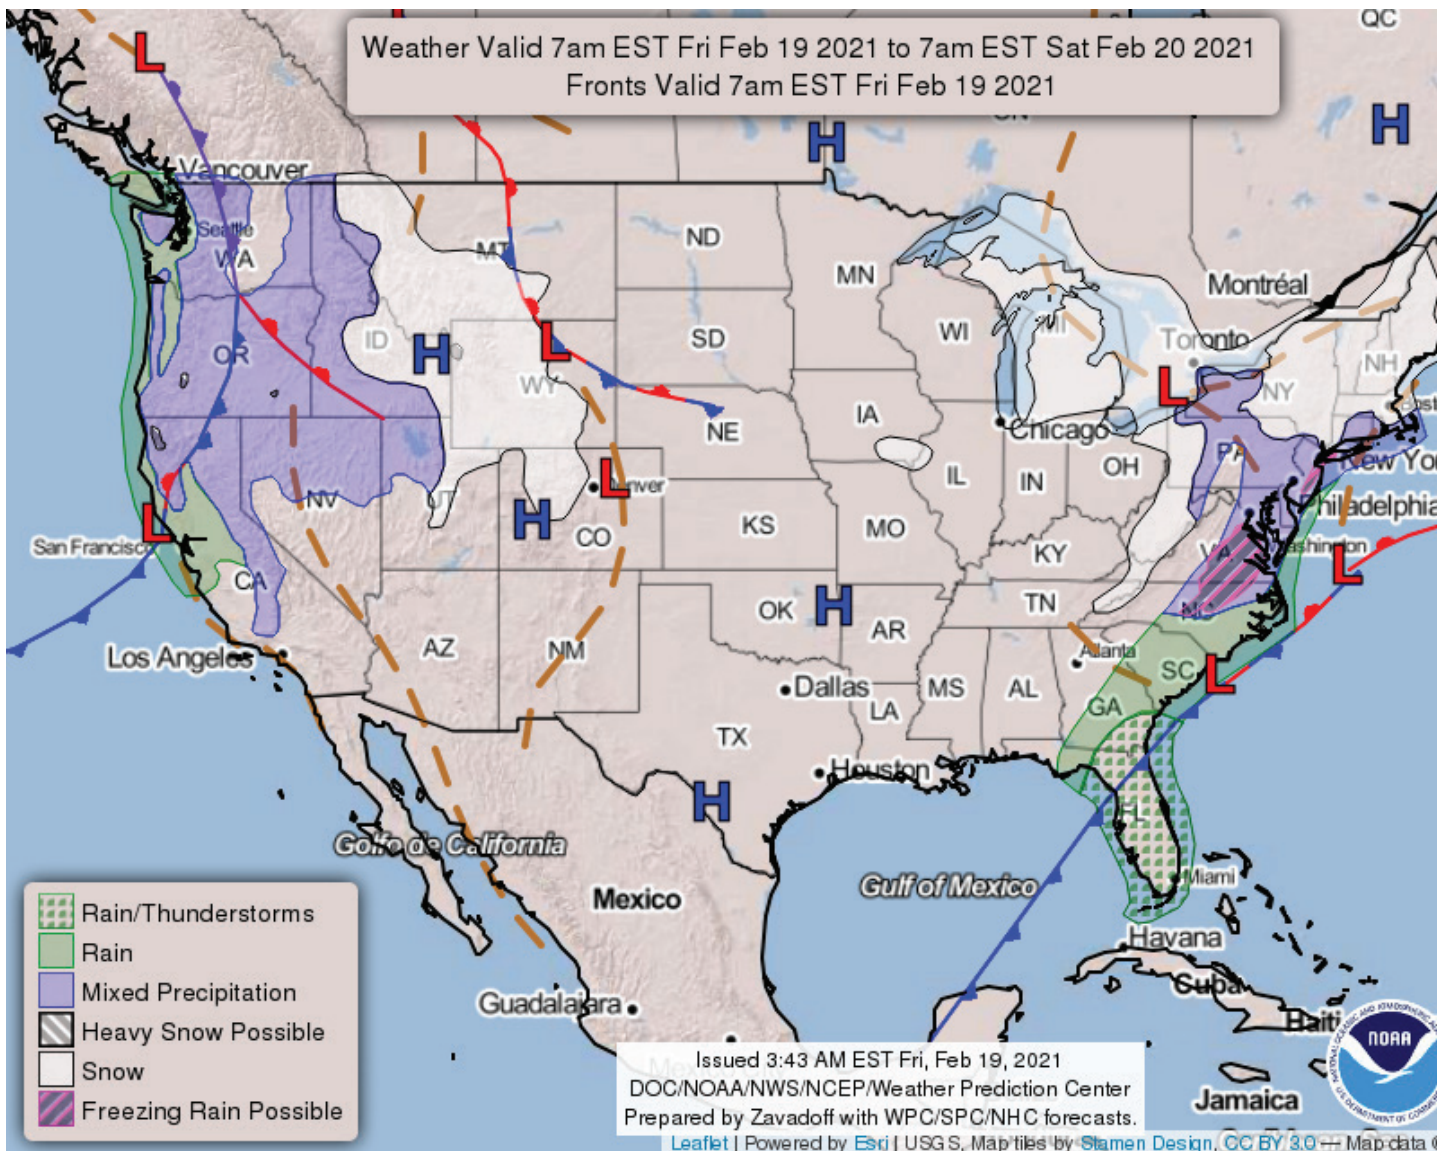 QC
Weather Valid 7am EST Fri Feb 19 2021 to 7am EST Sat Feb 20 2021
Fronts Valid 7am EST Fri Feb 19 2021
L
H
H
ON
Vancouver
Seattle
WA
MT
ND
MN
Montréal
OR
ID
H
L
WY
SD
WI
MI
Toronto
L
NY
NH
NE
IA
Chicago
PA
New Yo
NV
UT
L
Denver
H
CO
KS
MO
IL
IN
OH
Philadelphia
L
San Francisco
CA
KY
VA
L
AZ
NM
OK
H
AR
TN
NC
Los Angeles
Atlanta
SC
L
Dallas
LA
MS
AL
GA
TX
Houston
H
FL
Golfo de California
Gulf of Mexico
Miami
Mexico
Havana
Cuba
Guadalajara
Haiti
Jamaica
Rain/Thunderstorms
Rain
Mixed Precipitation
Heavy Snow Possible
Snow
Freezing Rain Possible
Issued 3:43 AM EST Fri, Feb 19, 2021
DOC/NOAA/NWS/NCEP/Weather Prediction Center
Prepared by Zavadoff with WPC/SPC/NHC forecasts.
NOAA
Leaflet | Powered by Esri | USGS, Map tiles by Stamen Design, CC BY 3.0 — Map data ©